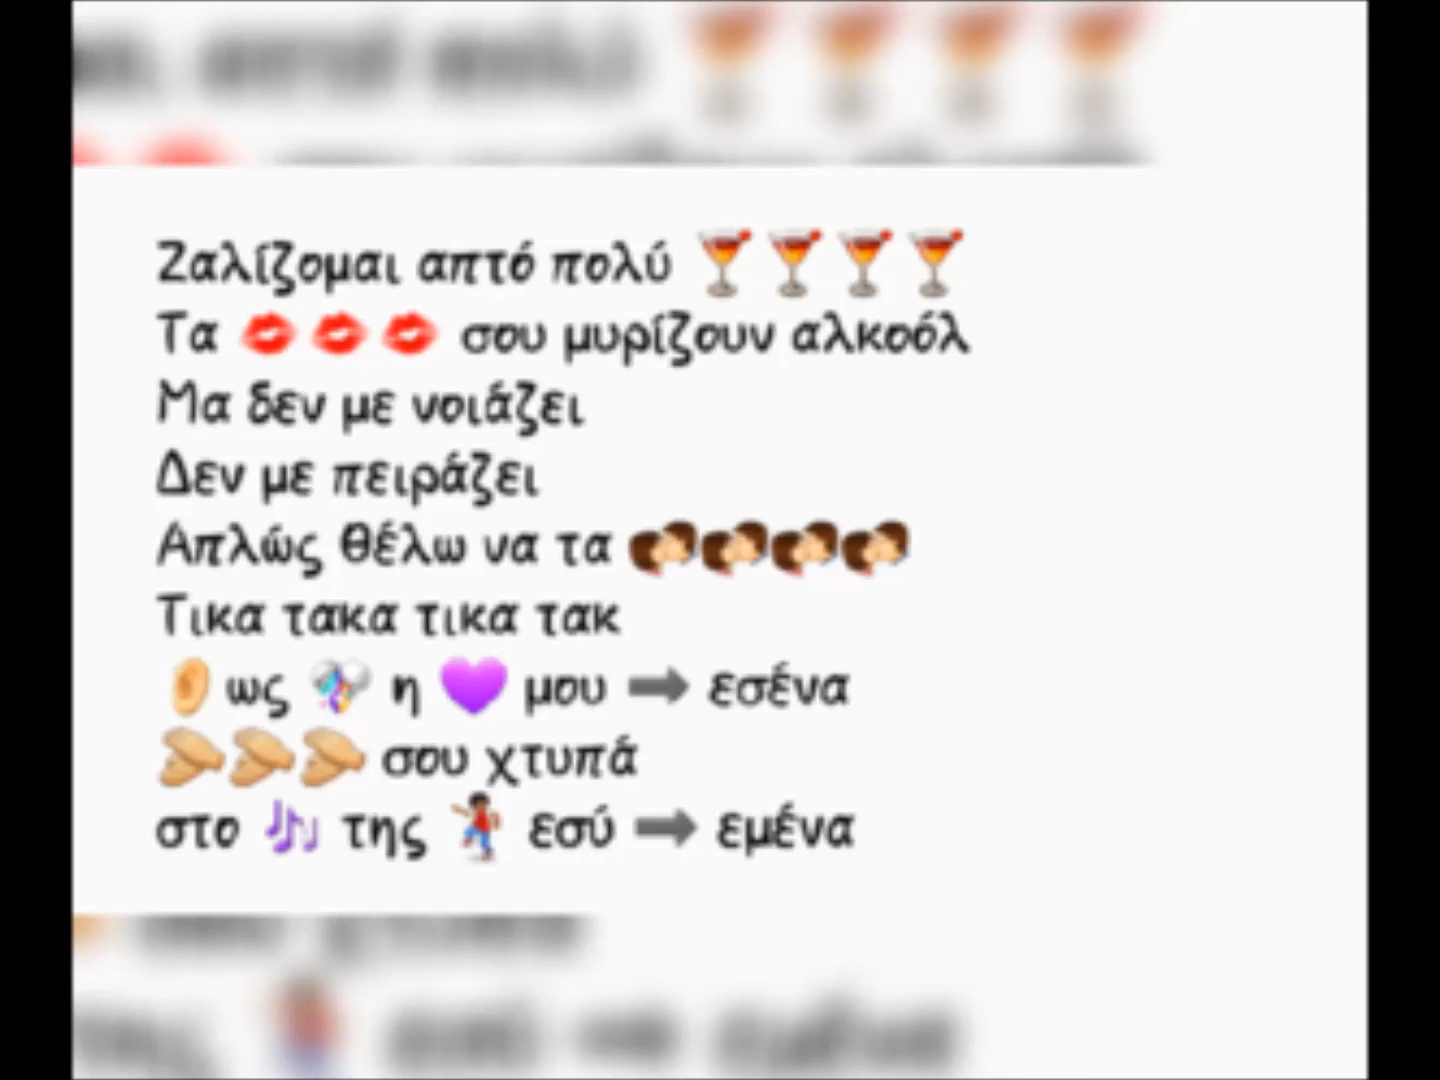 Ζαλίζομαι απτό πολύ 🍹🍹🍹🍹
Τα 💋💋💋 σου μυρίζουν αλκοόλ
Μα δεν με νοιάζει
Δεν με πειράζει
Απλώς θέλω να τα 💏💏💏💏
Τικα τακα τικα τακ
👂ως ⛈ η 💜 μου ➡ εσένα
🫳🫳🫳 σου χτυπά
στο 🎶 της 💃 εσύ ➡ εμένα